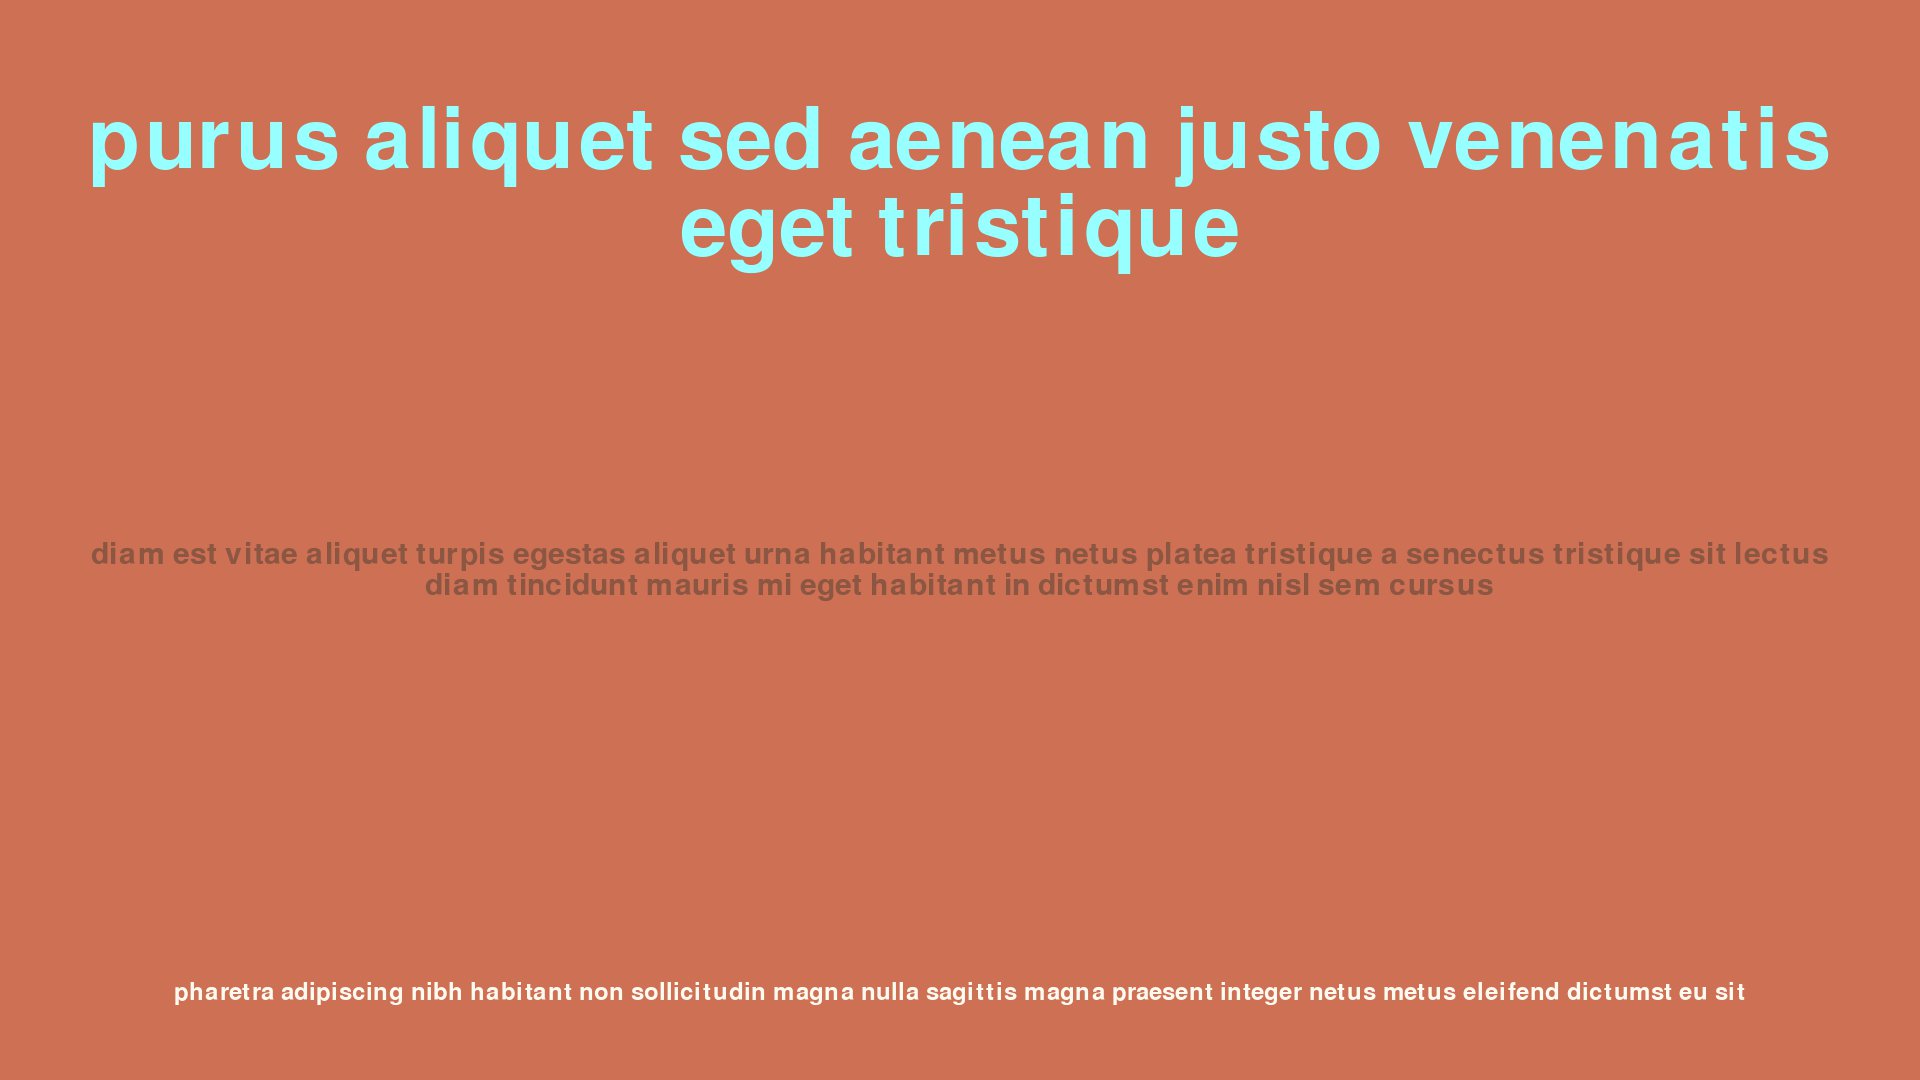 purus aliquet sed aenean justo venenatis
eget tristique
diam est vitae aliquet turpis egestas aliquet urna habitant metus netus platea tristique a senectus tristique sit lectus
diam tincidunt mauris mi eget habitant in dictumst enim nisl sem cursus
pharetra adipiscing nibh habitant non sollicitudin magna nulla sagittis magna praesent integer netus metus eleifend dictumst eu sit